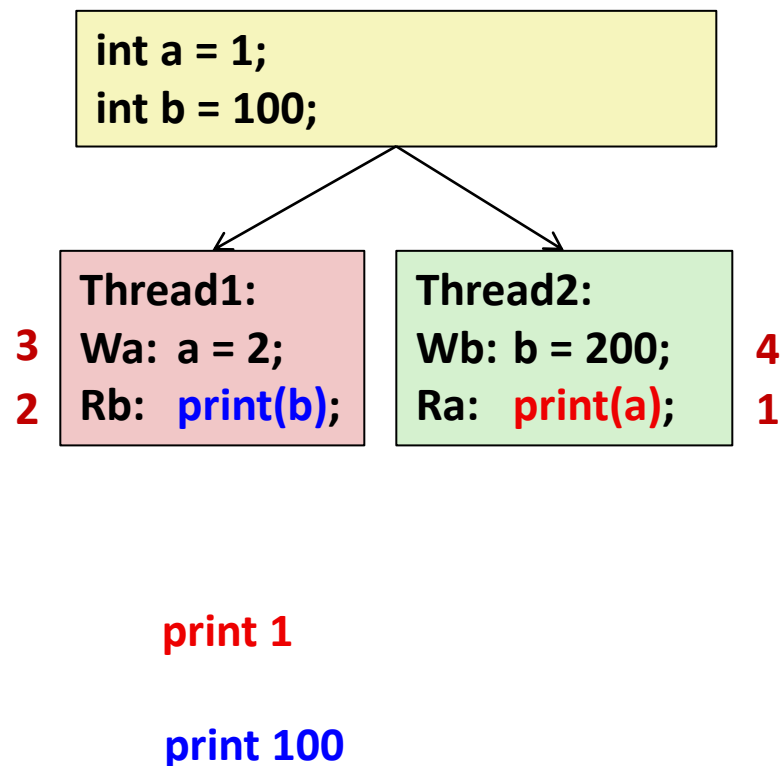 int a = 1;
int b = 100;
Thread1:
3 Wa: a = 2;
2 Rb: print(b);
Thread2:
Wb: b = 200; 4
Ra: print(a); 1
print 1
print 100